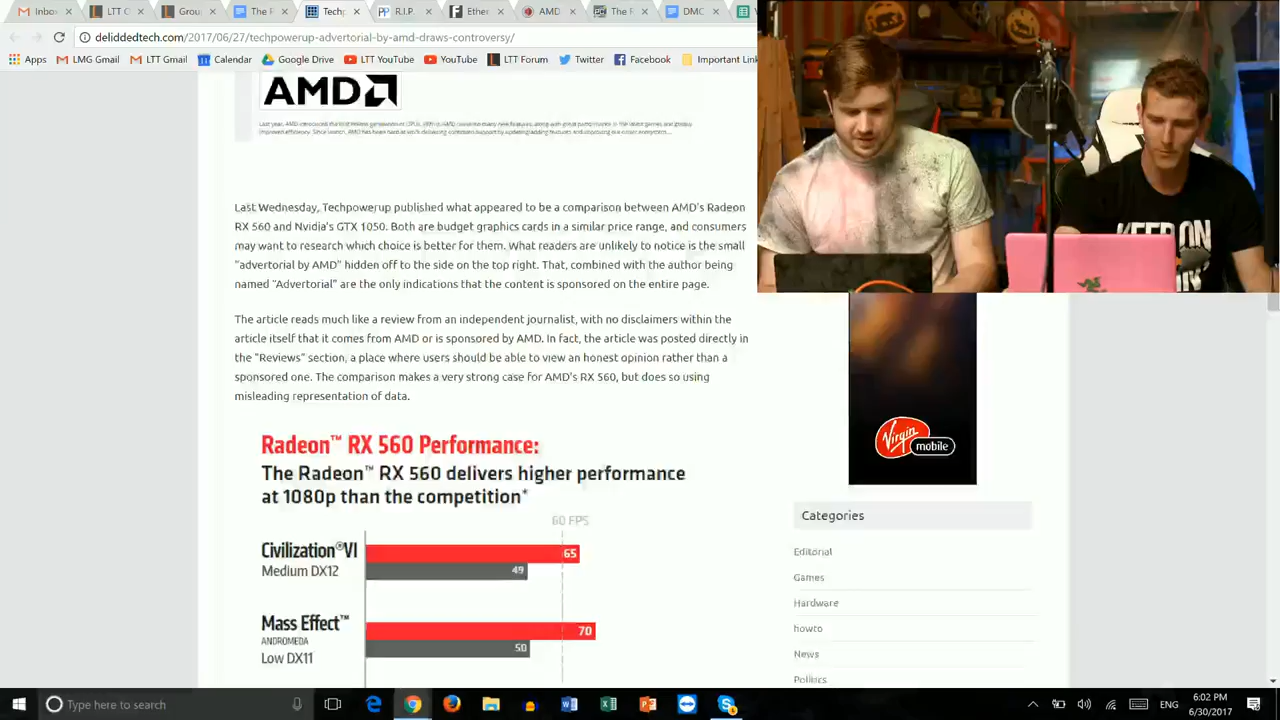 Inbox
LTT C
Group
The R
Techp
R.I.P.
Ether
AMD
The R
DMC
deliddedtech.com/2017/06/27/techpowerup-advertorial-by-amd-draws-controversy/
Apps
LMG Gmail
LTT Gmail
Calendar
Google Drive
LTT YouTube
YouTube
LTT Forum
Twitter
Facebook
Important Link
AMD
Last Wednesday, Techpowerup published what appeared to be a comparison between AMD's Radeon
RX 560 and Nvidia's GTX 1050. Both are budget graphics cards in a similar price range, and consumers
may want to research which choice is better for them. What readers are unlikely to notice is the small
"advertorial by AMD" hidden off to the side on the top right. That, combined with the author being
named "Advertorial" are the only indications that the content is sponsored on the entire page.
The article reads much like a review from an independent journalist, with no disclaimers within the
article itself that it comes from AMD or is sponsored by AMD. In fact, the article was posted directly in
the "Reviews" section, a place where users should be able to view an honest opinion rather than a
sponsored one. The comparison makes a very strong case for AMD's RX 560, but does so using
misleading representation of data.
Radeon™ RX 560 Performance:
The Radeon™ RX 560 delivers higher performance
at 1080p than the competition*
60 FPS
Civilization®VI
Medium DX12
65
49
Mass Effect™
ANDROMEDA
Low DX11
70
50
KEEP ON
Virgin
mobile
Categories
Editorial
Games
Hardware
howto
News
Politics
Type here to search
ENG
6:02 PM
6/30/2017